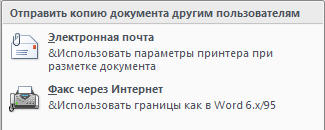 Отправить копию документа другим пользователям
Электронная почта
&Использовать параметры принтера при
разметке документа
Факс через Интернет
&Использовать границы как в Word 6.x/95